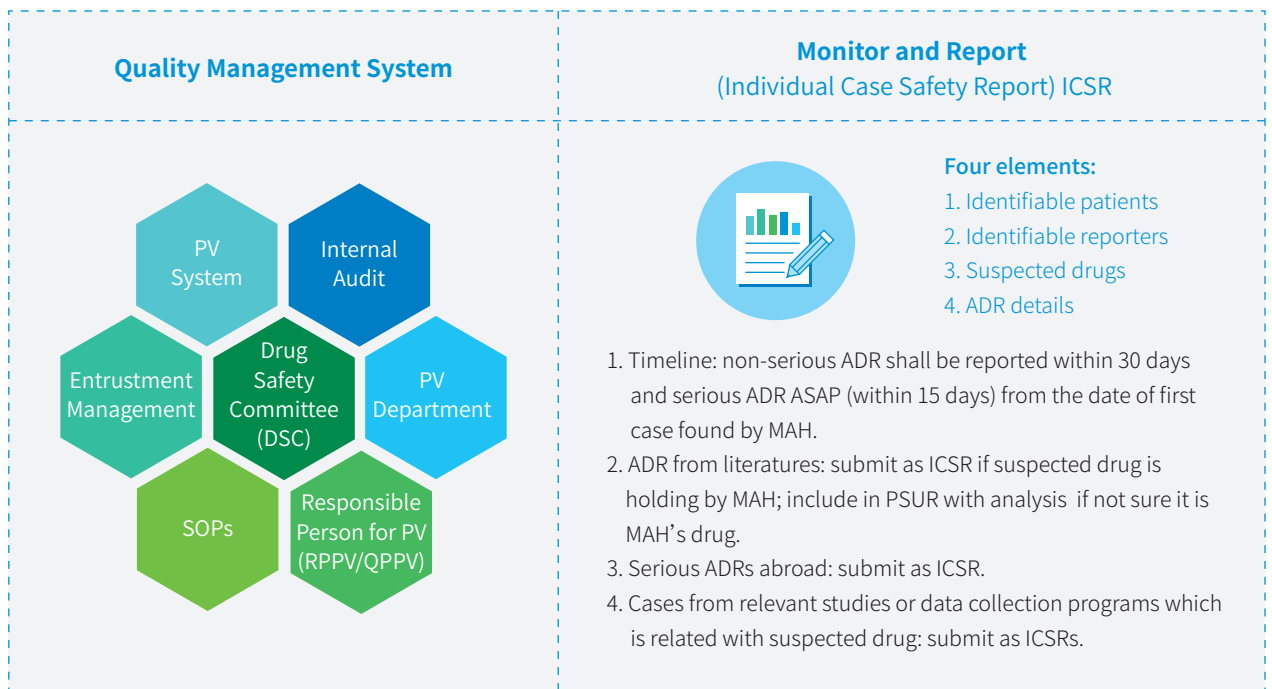 Quality Management System
Monitor and Report
(Individual Case Safety Report) ICSR
PV
System
Internal
Audit
Entrustment
Management
Drug
Safety
Committee
(DSC)
PV
Department
SOPs
Responsible
Person for PV
(RPPV/QPPV)
Four elements:
1. Identifiable patients
2. Identifiable reporters
3. Suspected drugs
4. ADR details
1. Timeline: non-serious ADR shall be reported within 30 days
and serious ADR ASAP (within 15 days) from the date of first
case found by MAH.
2. ADR from literatures: submit as ICSR if suspected drug is
holding by MAH; include in PSUR with analysis if not sure it is
MAH’s drug.
3. Serious ADRs abroad: submit as ICSR.
4. Cases from relevant studies or data collection programs which
is related with suspected drug: submit as ICSRs.